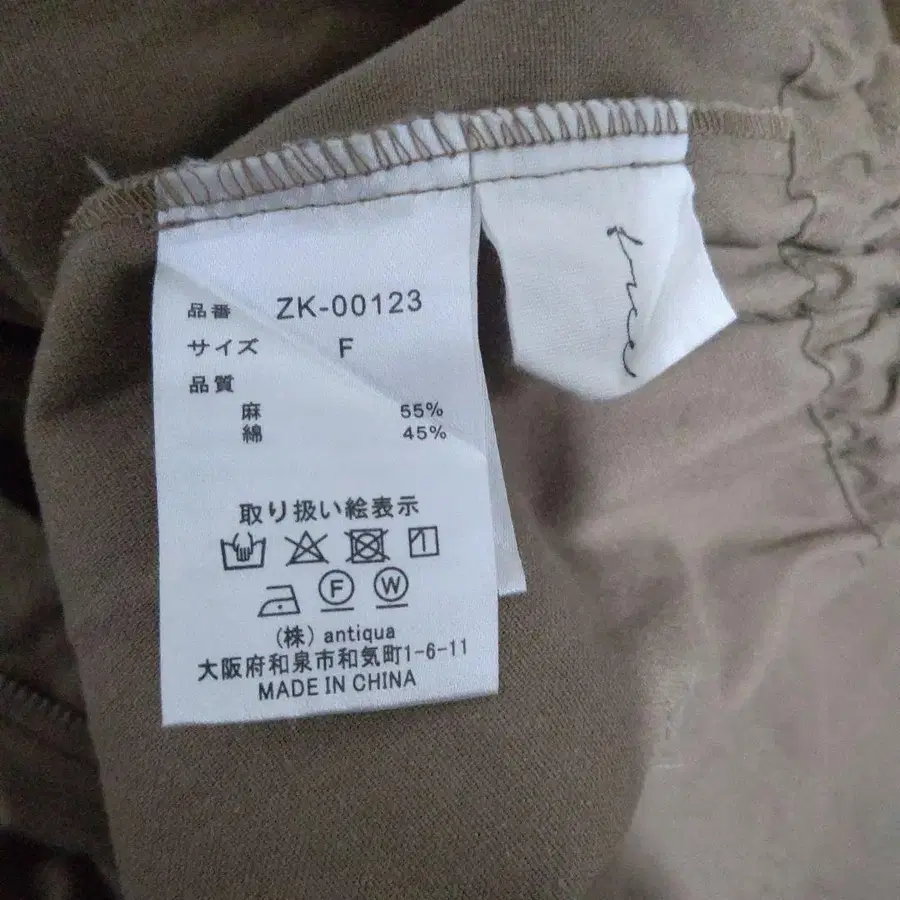 品番 ZK-00123
サイズ F
品質
麻 55%
綿 45%
取り扱い絵表示
F W
(株) antiqua
大阪府和泉市和気町1-6-11
MADE IN CHINA